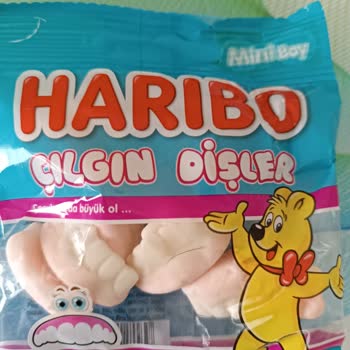 Mini Boy
HARIBO
ÇILGIN DİŞLER
büyük ol ...